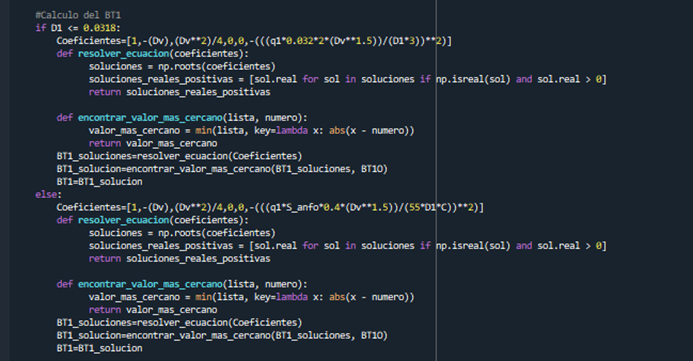 #Calculo del BT1
if D1 <= 0.0318:
    Coeficientes=[1,-(Dv),(Dv**2)/4,0,0,-(((q1*0.032*2*(Dv**1.5))/(D1*3))**2)]
    def resolver_ecuacion(coeficientes):
        soluciones = np.roots(coeficientes)
        soluciones_reales_positivas = [sol.real for sol in soluciones if np.isreal(sol) and sol.real > 0]
        return soluciones_reales_positivas

    def encontrar_valor_mas_cercano(lista, numero):
        valor_mas_cercano = min(lista, key=lambda x: abs(x - numero))
        return valor_mas_cercano
    BT1_soluciones=resolver_ecuacion(Coeficientes)
    BT1_solucion=encontrar_valor_mas_cercano(BT1_soluciones, BT1O)
    BT1=BT1_solucion
else:
    Coeficientes=[1,-(Dv),(Dv**2)/4,0,0,-(((q1*S_anfo*0.4*(Dv**1.5))/(55*D1*C))**2)]
    def resolver_ecuacion(coeficientes):
        soluciones = np.roots(coeficientes)
        soluciones_reales_positivas = [sol.real for sol in soluciones if np.isreal(sol) and sol.real > 0]
        return soluciones_reales_positivas

    def encontrar_valor_mas_cercano(lista, numero):
        valor_mas_cercano = min(lista, key=lambda x: abs(x - numero))
        return valor_mas_cercano
    BT1_soluciones=resolver_ecuacion(Coeficientes)
    BT1_solucion=encontrar_valor_mas_cercano(BT1_soluciones, BT1O)
    BT1=BT1_solucion